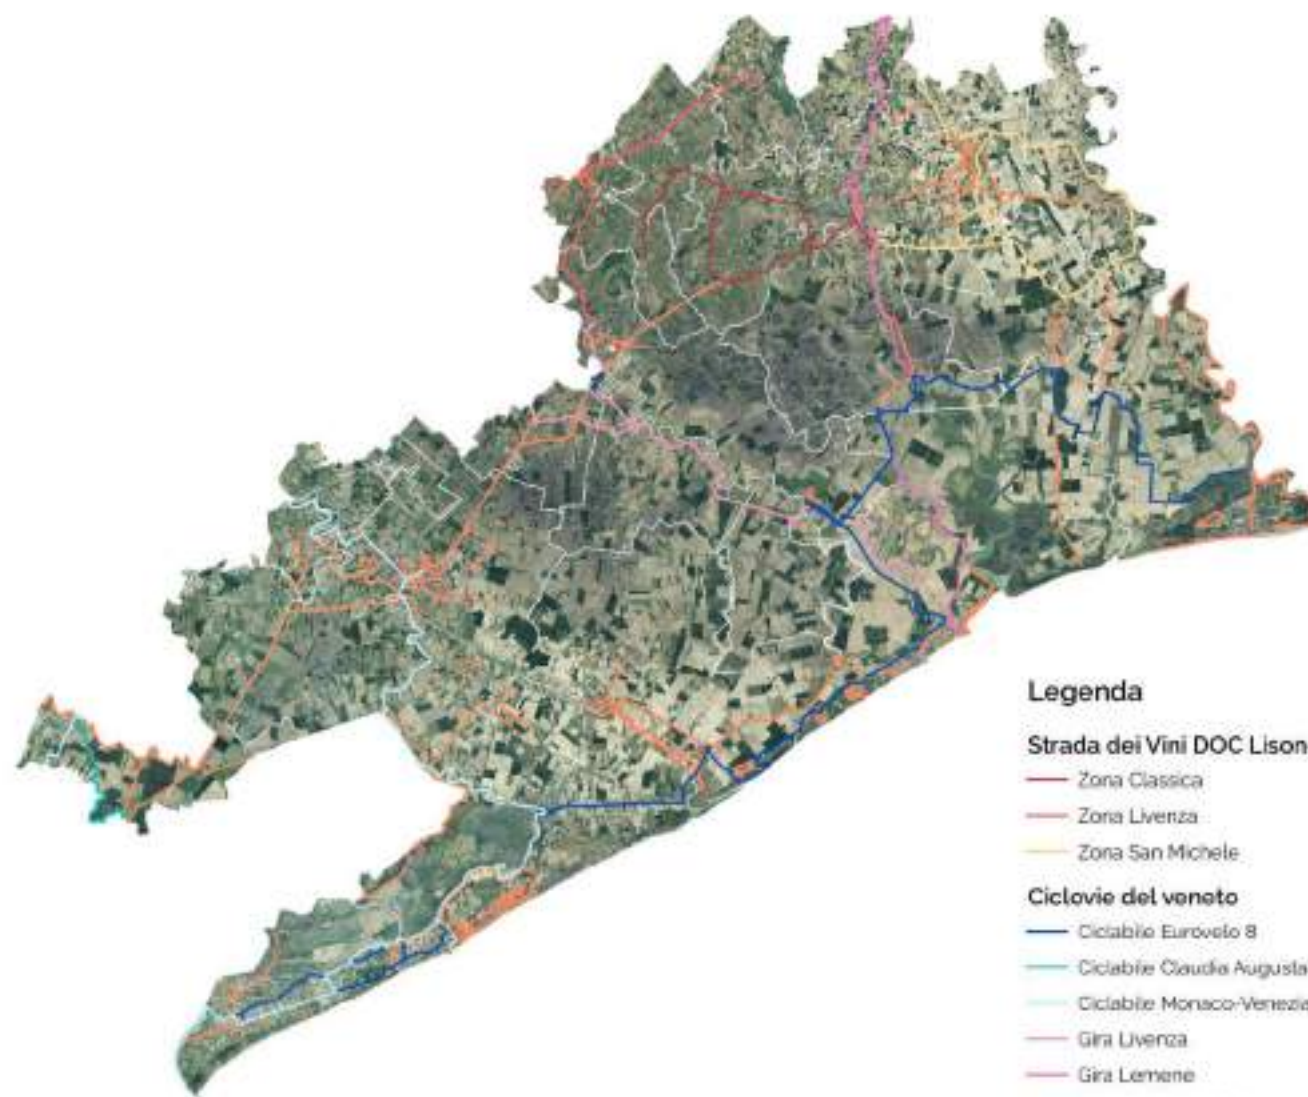 Legenda
Strada dei Vini DOC Lison
Zona Classica
Zona Livenza
Zona San Michele
Ciclovie del veneto
Ciclabile Eurovelo 8
Ciclabile Claudia Augusta
Ciclabile Monaco-Venezia
Gira Livenza
Gira Lemene